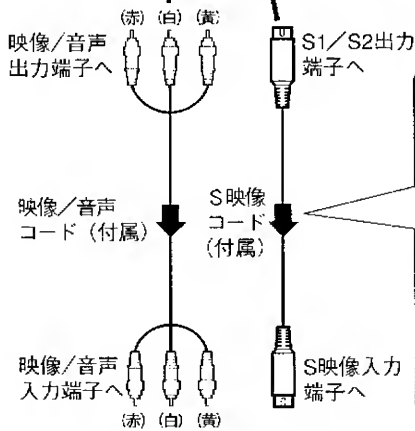 (赤) (白) (黄)
映像/音声
出力端子へ
S1/S2出力
端子へ
映像/音声
コード(付属)
S映像
コード
(付属)
映像/音声
入力端子へ
(赤) (白) (黄)
S映像入力
端子へ